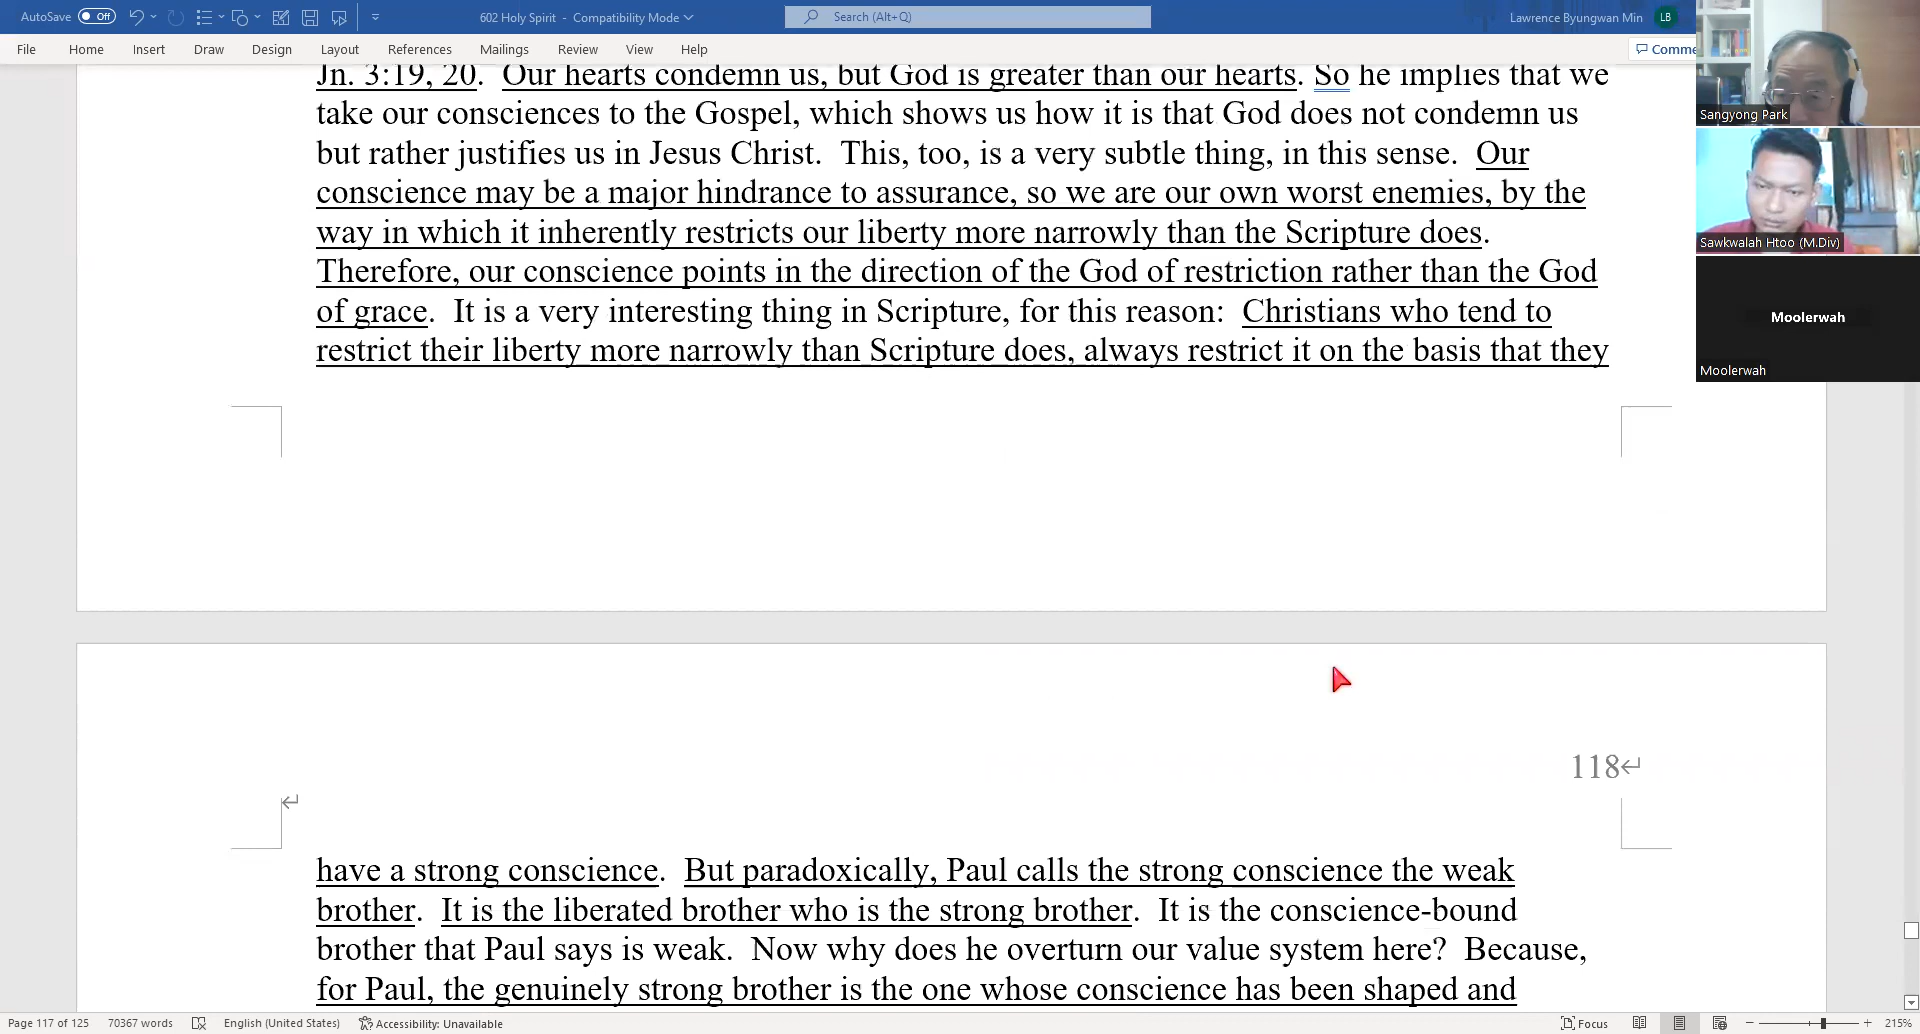 AutoSave Off
602 Holy Spirit - Compatibility Mode
Search (Alt+Q)
Lawrence Byungwan Min LB
File Home Insert Draw Design Layout References Mailings Review View Help
Comme
Jn. 3:19, 20. Our hearts condemn us, but God is greater than our hearts. So he implies that we
take our consciences to the Gospel, which shows us how it is that God does not condemn us
but rather justifies us in Jesus Christ. This, too, is a very subtle thing, in this sense. Our
conscience may be a major hindrance to assurance, so we are our own worst enemies, by the
way in which it inherently restricts our liberty more narrowly than the Scripture does.
Therefore, our conscience points in the direction of the God of restriction rather than the God
of grace. It is a very interesting thing in Scripture, for this reason: Christians who tend to
restrict their liberty more narrowly than Scripture does, always restrict it on the basis that they
Sangyong Park
Sawkwalah Htoo (M.Div)
Moolerwah
Moolerwah
118
have a strong conscience. But paradoxically, Paul calls the strong conscience the weak
brother. It is the liberated brother who is the strong brother. It is the conscience-bound
brother that Paul says is weak. Now why does he overturn our value system here? Because,
for Paul, the genuinely strong brother is the one whose conscience has been shaped and
Page 117 of 125 70367 words English (United States) Accessibility: Unavailable Focus 215%